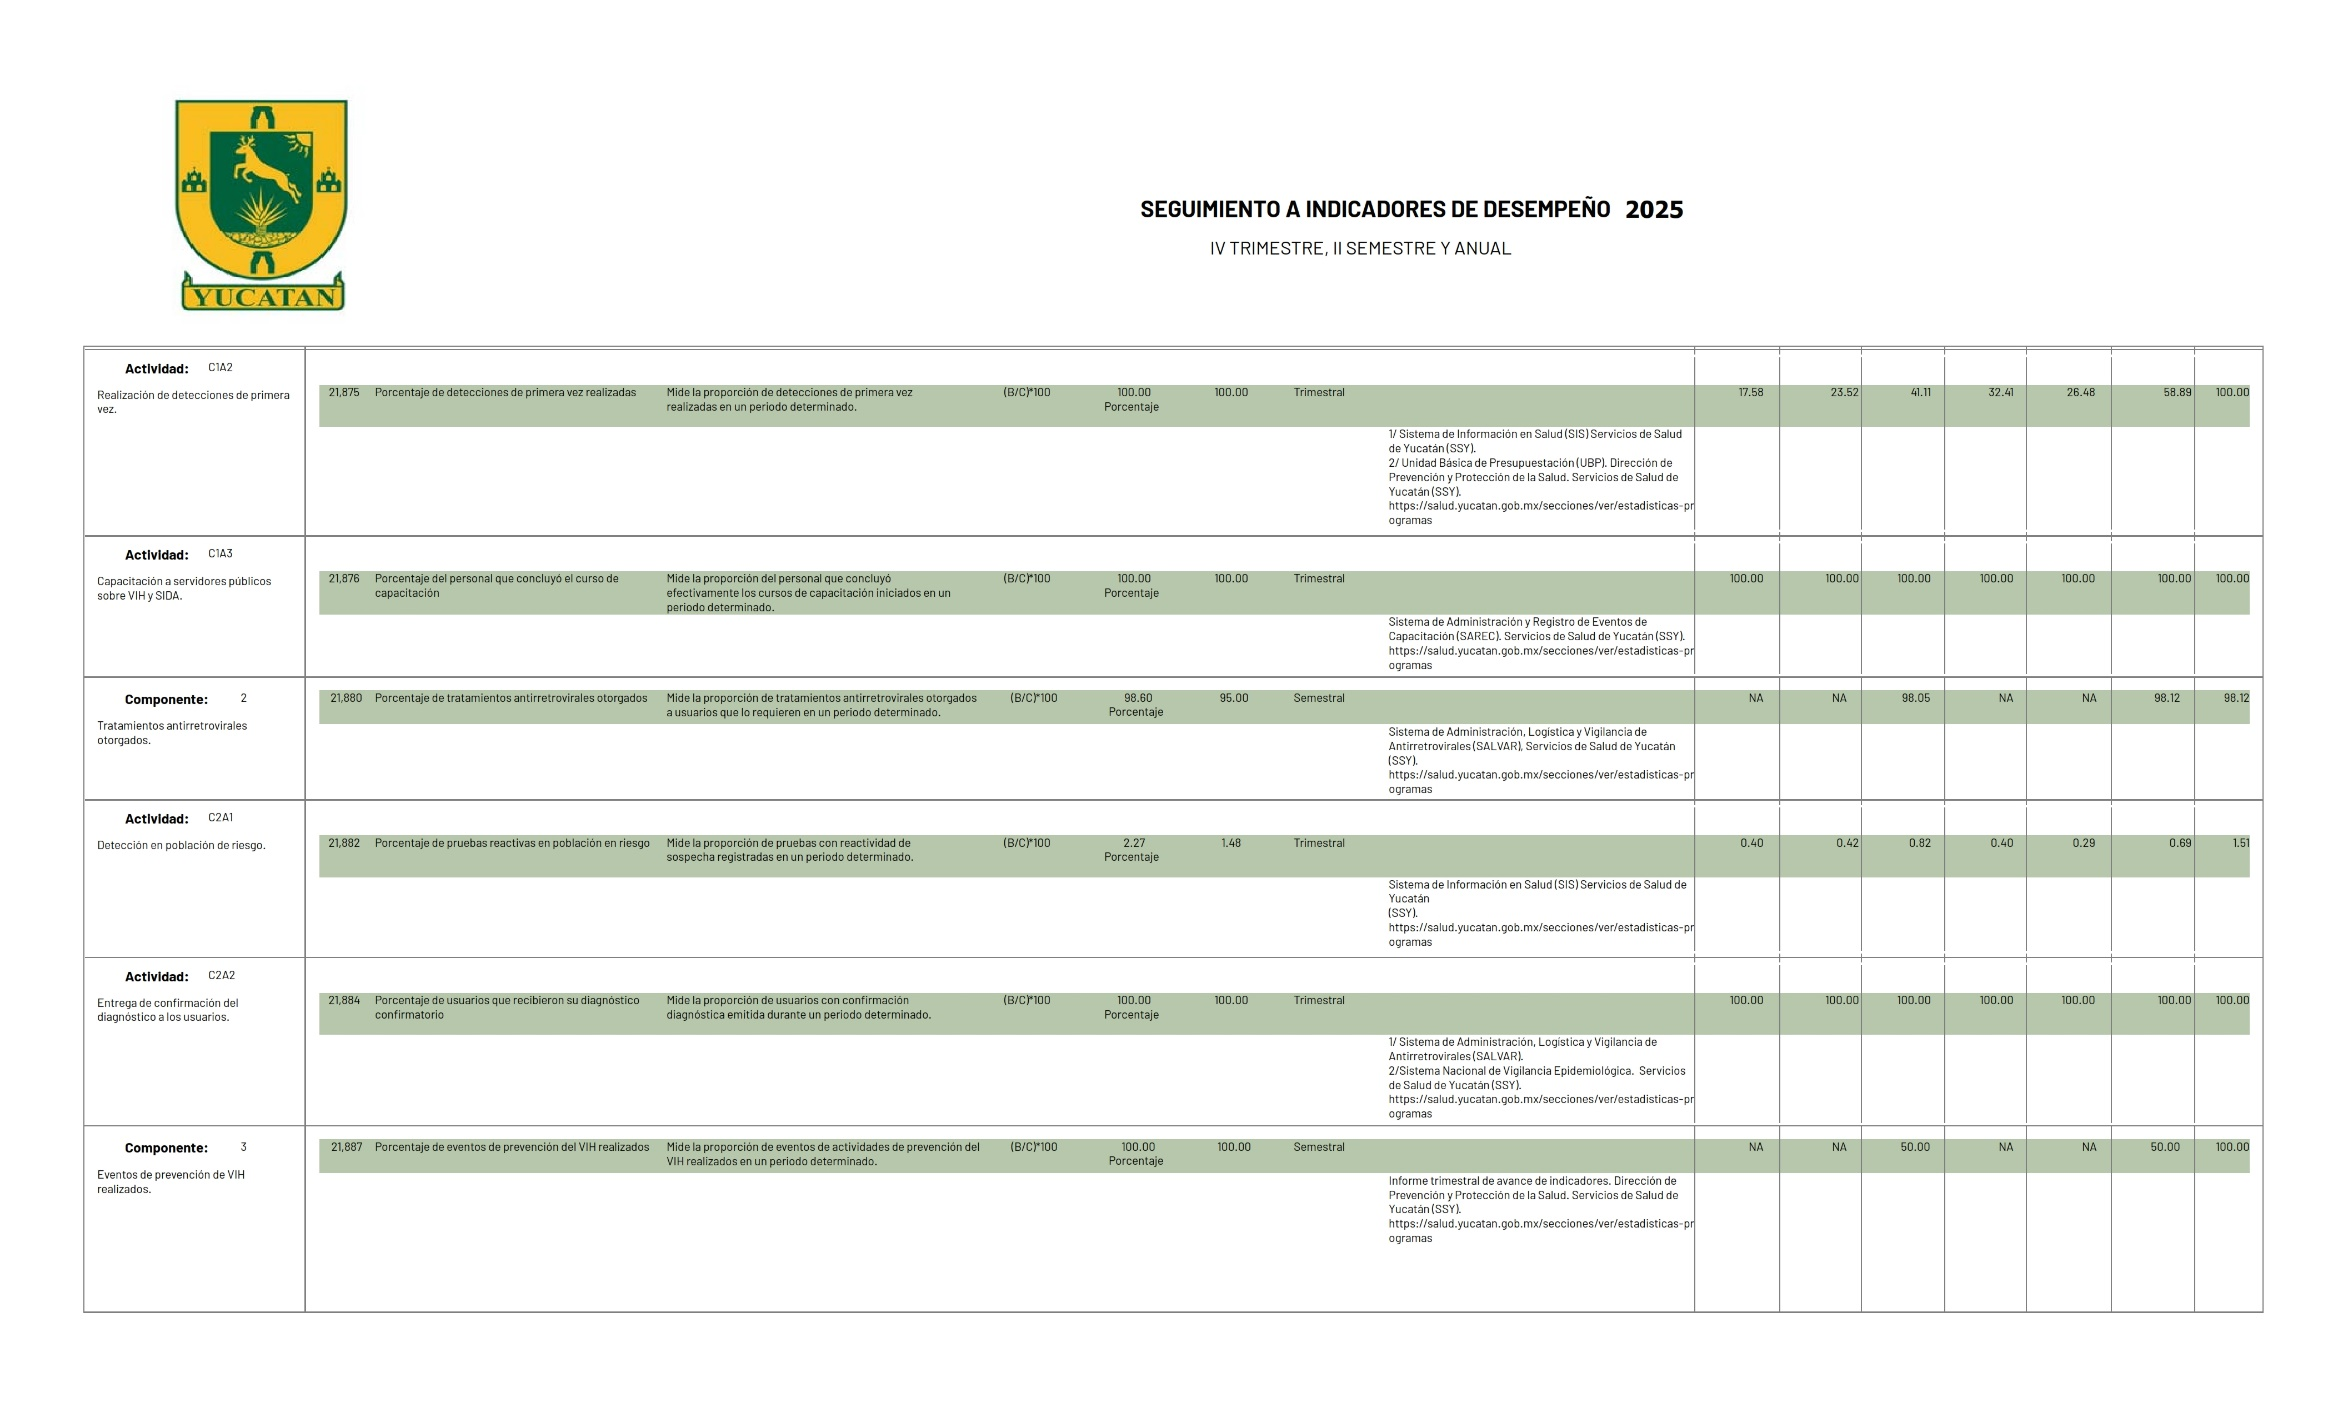 YUCATAN
SEGUIMIENTO A INDICADORES DE DESEMPEÑO 2025
IV TRIMESTRE, II SEMESTRE Y ANUAL
Actividad: C1A2
Realización de detecciones de primera
vez.
21,875 Porcentaje de detecciones de primera vez realizadas Mide la proporción de detecciones de primera vez (B/C)*100 100.00 100.00 Trimestral 17.58 23.52 41.11 32.41 26.48 58.89 100.00
realizadas en un periodo determinado. Porcentaje
1/ Sistema de Información en Salud (SIS) Servicios de Salud
de Yucatán (SSY).
2/ Unidad Básica de Presupuestación (UBP). Dirección de
Prevención y Protección de la Salud. Servicios de Salud de
Yucatán (SSY).
https://salud.yucatan.gob.mx/secciones/ver/estadisticas-pr
ogramas
Actividad: C1A3
Capacitación a servidores públicos
sobre VIH y SIDA.
21,876 Porcentaje del personal que concluyó el curso de Mide la proporción del personal que concluyó (B/C)*100 100.00 100.00 Trimestral 100.00 100.00 100.00 100.00 100.00 100.00 100.00
capacitación efectivamente los cursos de capacitación iniciados en un Porcentaje
periodo determinado.
Sistema de Administración y Registro de Eventos de
Capacitación (SAREC). Servicios de Salud de Yucatán (SSY).
https://salud.yucatan.gob.mx/secciones/ver/estadisticas-pr
ogramas
Componente: 2
Tratamientos antirretrovirales
otorgados.
21,880 Porcentaje de tratamientos antirretrovirales otorgados Mide la proporción de tratamientos antirretrovirales otorgados (B/C)*100 98.60 95.00 Semestral NA NA 98.05 NA NA 98.12 98.12
a usuarios que lo requieren en un periodo determinado. Porcentaje
Sistema de Administración, Logística y Vigilancia de
Antirretrovirales (SALVAR), Servicios de Salud de Yucatán
(SSY).
https://salud.yucatan.gob.mx/secciones/ver/estadisticas-pr
ogramas
Actividad: C2A1
Detección en población de riesgo.
21,882 Porcentaje de pruebas reactivas en población en riesgo Mide la proporción de pruebas con reactividad de (B/C)*100 2.27 1.48 Trimestral 0.40 0.42 0.82 0.40 0.29 0.69 1.51
sospecha registradas en un periodo determinado. Porcentaje
Sistema de Información en Salud (SIS) Servicios de Salud de
Yucatán
(SSY).
https://salud.yucatan.gob.mx/secciones/ver/estadisticas-pr
ogramas
Actividad: C2A2
Entrega de confirmación del
diagnóstico a los usuarios.
21,884 Porcentaje de usuarios que recibieron su diagnóstico Mide la proporción de usuarios con confirmación (B/C)*100 100.00 100.00 Trimestral 100.00 100.00 100.00 100.00 100.00 100.00 100.00
confirmatorio diagnóstica emitida durante un periodo determinado. Porcentaje
1/ Sistema de Administración, Logística y Vigilancia de
Antirretrovirales (SALVAR).
2/Sistema Nacional de Vigilancia Epidemiológica. Servicios
de Salud de Yucatán (SSY).
https://salud.yucatan.gob.mx/secciones/ver/estadisticas-pr
ogramas
Componente: 3
Eventos de prevención de VIH
realizados.
21,887 Porcentaje de eventos de prevención del VIH realizados Mide la proporción de eventos de actividades de prevención del (B/C)*100 100.00 100.00 Semestral NA NA 50.00 NA NA 50.00 100.00
VIH realizados en un periodo determinado. Porcentaje
Informe trimestral de avance de indicadores. Dirección de
Prevención y Protección de la Salud. Servicios de Salud de
Yucatán (SSY).
https://salud.yucatan.gob.mx/secciones/ver/estadisticas-pr
ogramas